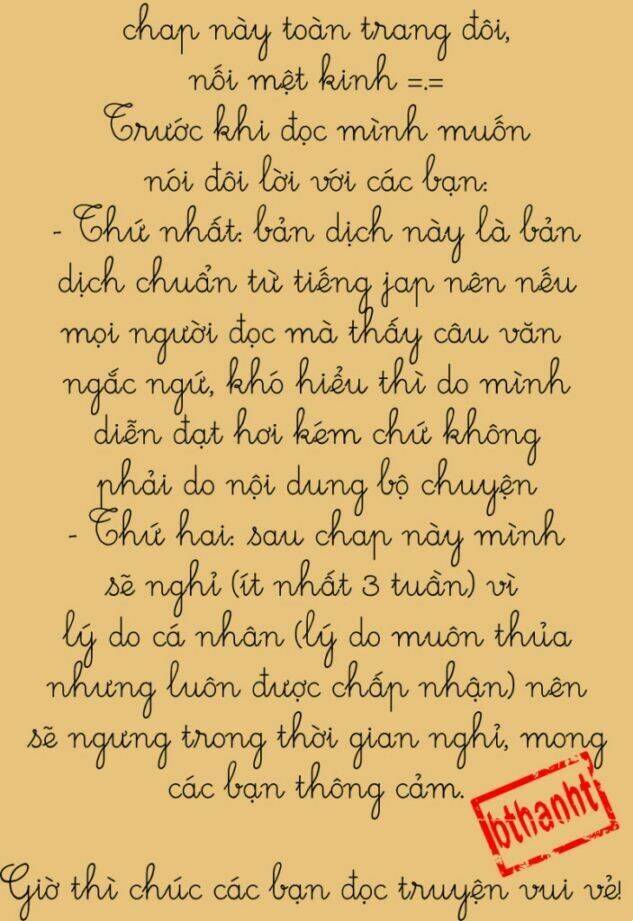 chap này toàn trang đôi,
nối mệt kinh =.=
Trước khi đọc mình muốn
nói đôi lời với các bạn:
- Thứ nhất: bản dịch này là bản
dịch chuẩn từ tiếng jap nên nếu
mọi người đọc mà thấy câu văn
ngắc ngứ, khó hiểu thì do mình
diễn đạt hơi kém chứ không
phải do nội dung bộ chuyện
- Thứ hai: sau chap này mình
sẽ nghỉ (ít nhất 3 tuần) vì
lý do cá nhân (lý do muôn thủa
nhưng luôn được chấp nhận) nên
sẽ ngưng trong thời gian nghỉ, mong
các bạn thông cảm.
bthanht
Giờ thì chúc các bạn đọc truyện vui vẻ!